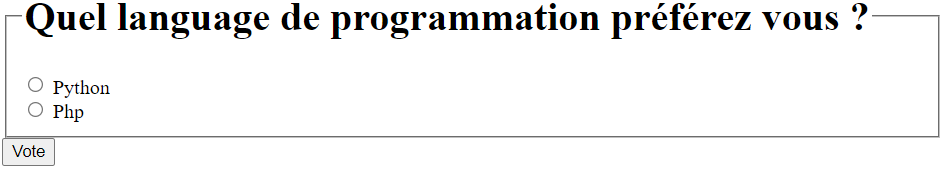 Quel language de programmation préférez vous ?
Python
Php
Vote